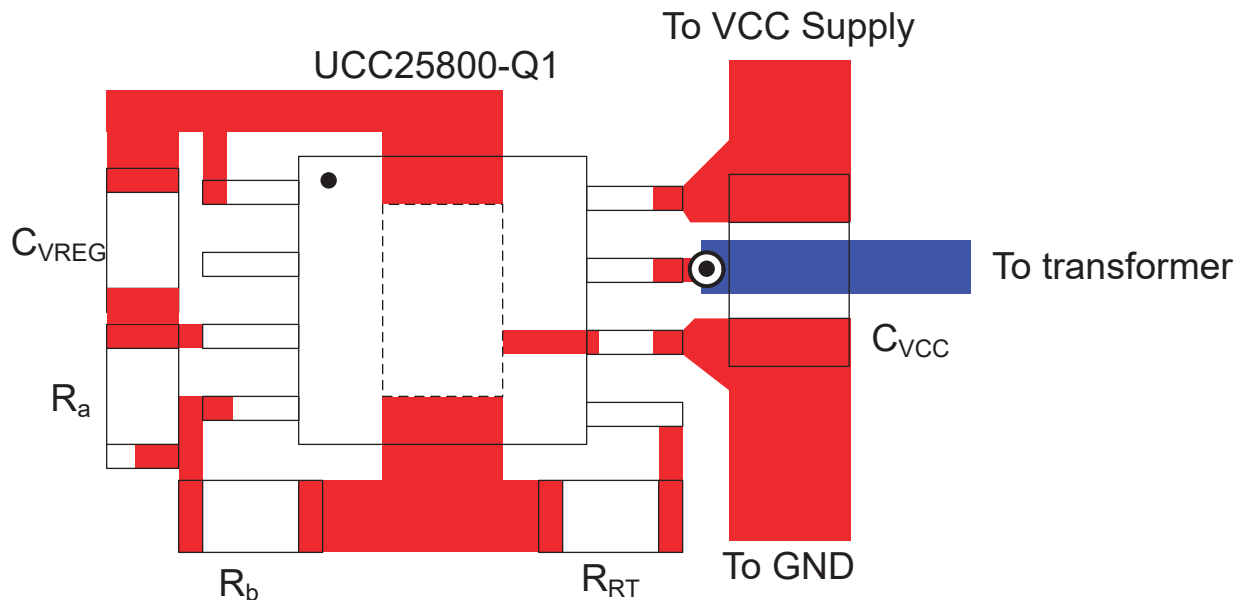 To VCC Supply
UCC25800-Q1
CVREG
To transformer
CVCC
Ra
To GND
Rb
RRT